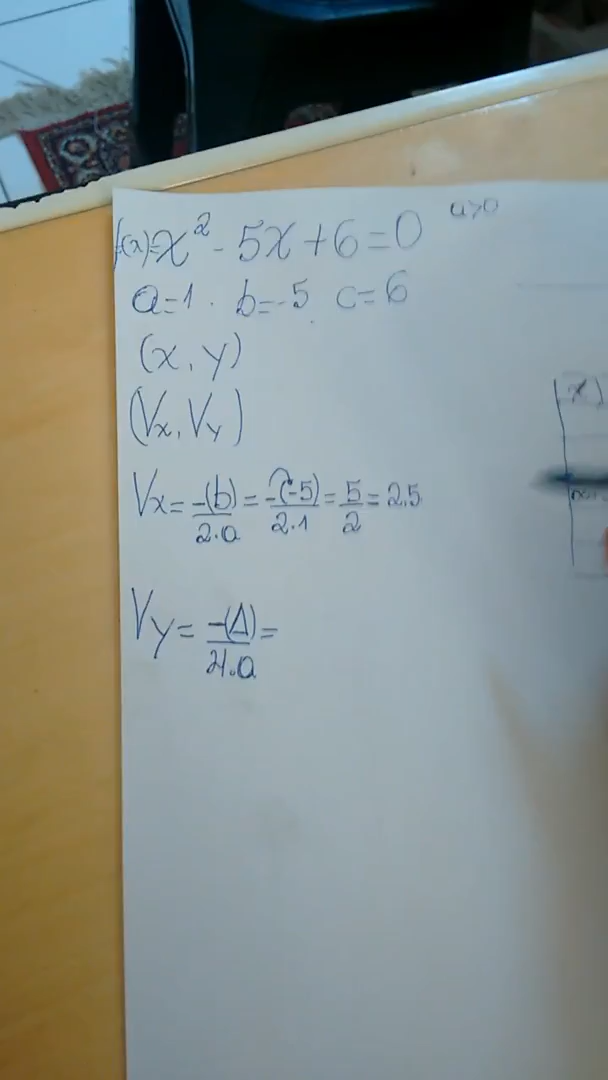 f(x)=x² - 5x+6=0 a>0
a=1. b=-5 c=6
(x, y)
(Vx, Vy)
Vx = -(b)/2.a = -(-5)/2.1 = 5/2 = 2,5
Vy = -(Δ)/4.a =
(x)